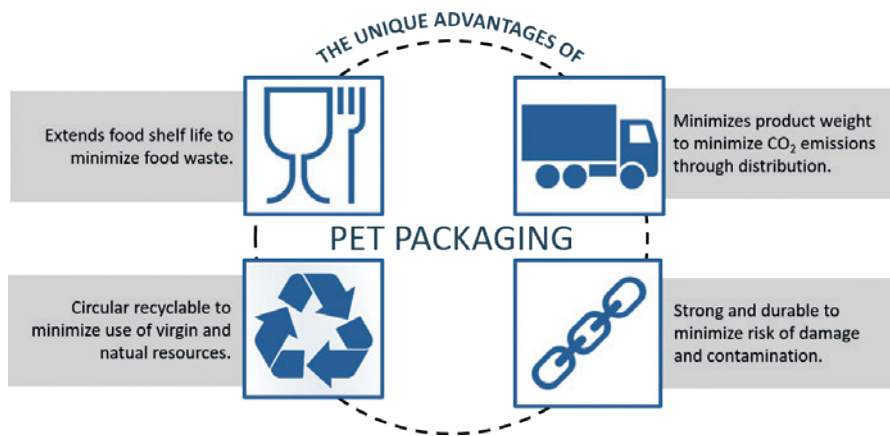 THE UNIQUE ADVANTAGES OF
PET PACKAGING
Extends food shelf life to
minimize food waste.
Minimizes product weight
to minimize CO₂ emissions
through distribution.
Circular recyclable to
minimize use of virgin and
natual resources.
Strong and durable to
minimize risk of damage
and contamination.